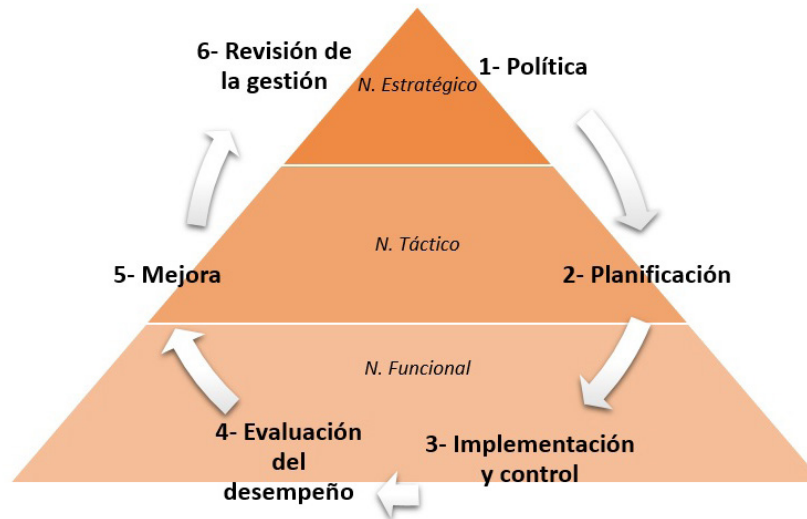 6- Revisión de
la gestión
N. Estratégico
1- Política
N. Táctico
5- Mejora
2- Planificación
N. Funcional
4- Evaluación
del
desempeño
3- Implementación
y control